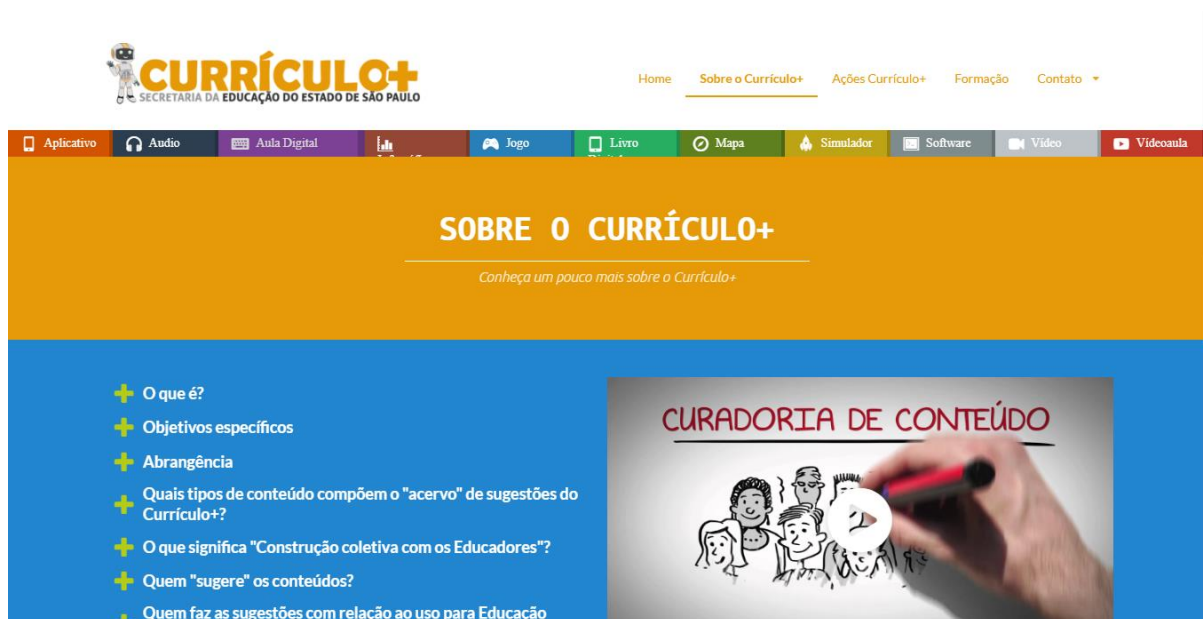 CURRÍCULO+
SECRETARIA DA EDUCAÇÃO DO ESTADO DE SÃO PAULO
Home Sobre o Currículo+ Ações Currículo+ Formação Contato
Aplicativo Audio Aula Digital Jogo Livro Mapa Simulador Software Vídeo Vídeoaula
SOBRE O CURRÍCULO+
Conheça um pouco mais sobre o Currículo+
O que é?
Objetivos específicos
Abrangência
Quais tipos de conteúdo compõem o "acervo" de sugestões do
Currículo+?
O que significa "Construção coletiva com os Educadores"?
Quem "sugere" os conteúdos?
Quem faz as sugestões com relação ao uso para Educação
CURADORIA DE CONTEÚDO